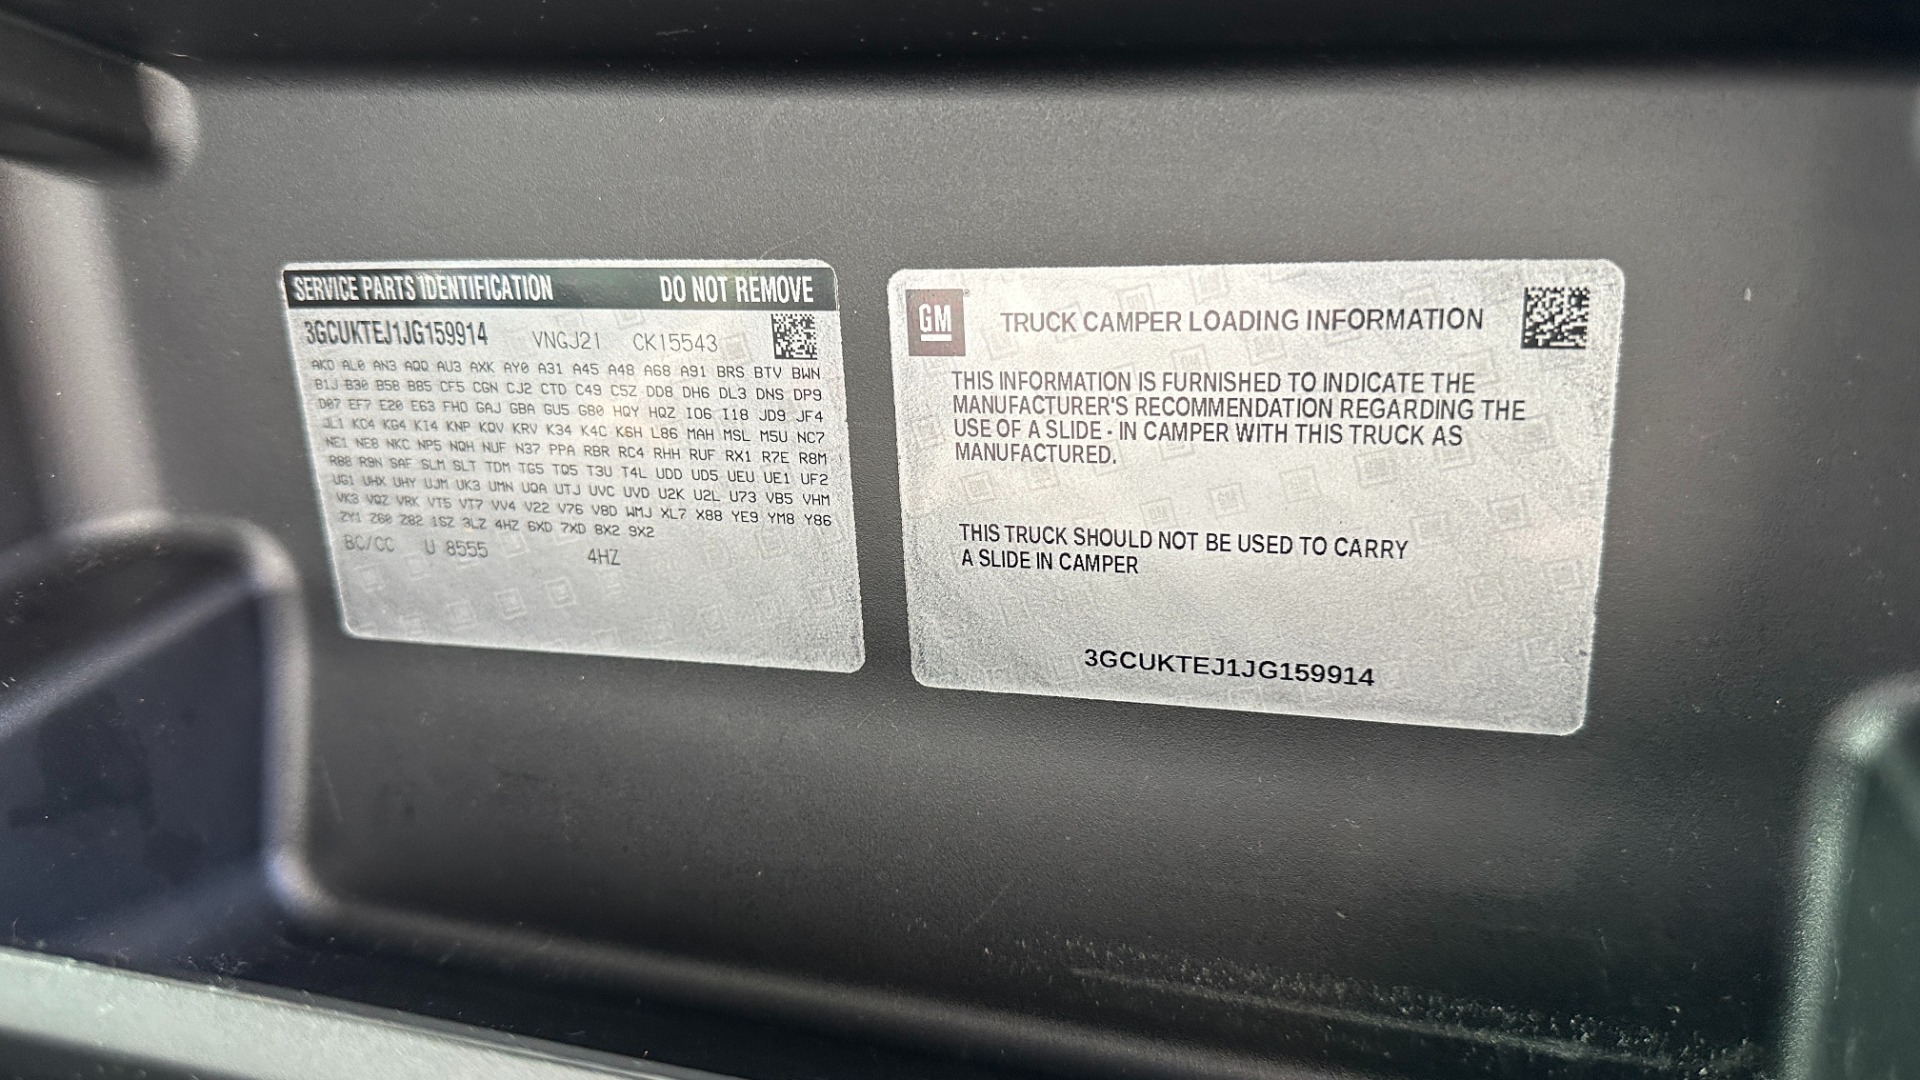 SERVICE PARTS IDENTIFICATION DO NOT REMOVE
3GCUKTEJ1JG159914 VNGJ21 CK15543
AKO AL0 AN3 AQQ AU3 AXK AY0 A31 A45 A48 A68 A91 BRS BTV BWN
B1J B30 B58 B85 CF5 CGN CJ2 CTD C49 C5Z DD8 DH6 DL3 DNS DP9
D07 EF7 E20 E63 FHO GAJ GBA GU5 G80 HQY HQZ IO6 I18 JD9 JF4
JL1 KC4 KG4 KI4 KNP KQV KRV K34 K4C K6H L86 MAH MSL M5U NC7
NE1 NE8 NKC NP5 NQH NUF N37 PPA RBR RC4 RHH RUF RX1 R7E R8M
R88 R9N SAF SLM SLT TDM TG5 TQ5 T3U T4L UDD UD5 UEU UE1 UF2
UG1 UHX UHY UJM UK3 UMN UQA UTJ UVC UVD U2K U2L U73 VB5 VHM
VK3 VQZ VRK VT5 VT7 VV4 V22 V76 V8D WMJ XL7 X88 YE9 YM8 Y86
ZY1 Z60 Z82 1SZ 3LZ 4HZ 6XD 7XD 8X2 9X2
BC/CC U 8555 4HZ
GM TRUCK CAMPER LOADING INFORMATION
THIS INFORMATION IS FURNISHED TO INDICATE THE
MANUFACTURER'S RECOMMENDATION REGARDING THE
USE OF A SLIDE - IN CAMPER WITH THIS TRUCK AS
MANUFACTURED.
THIS TRUCK SHOULD NOT BE USED TO CARRY
A SLIDE IN CAMPER
3GCUKTEJ1JG159914